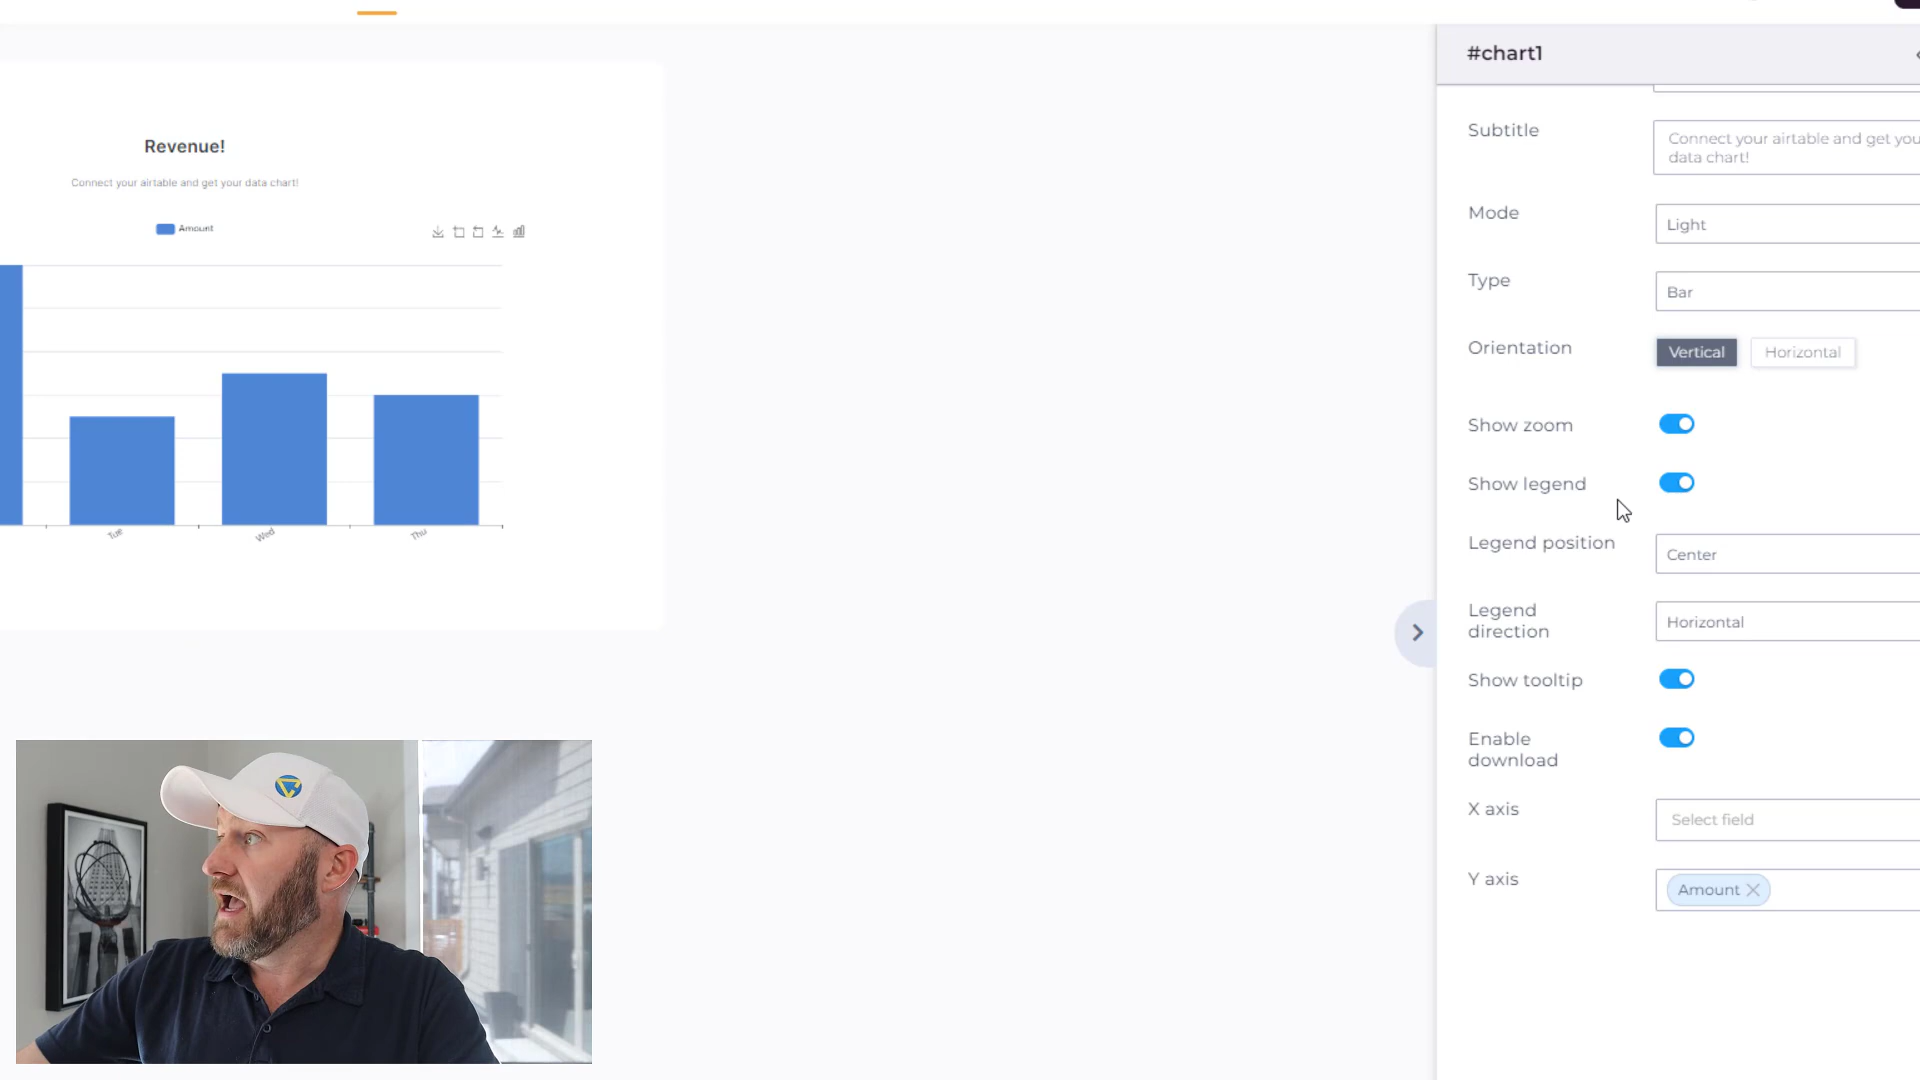 #chart1
Revenue!
Connect your airtable and get your data chart!
Amount
Tue
Wed
Thu
Subtitle
Connect your airtable and get you
data chart!
Mode
Light
Type
Bar
Orientation
Vertical
Horizontal
Show zoom
Show legend
Legend position
Center
Legend
direction
Horizontal
Show tooltip
Enable
download
X axis
Select field
Y axis
Amount